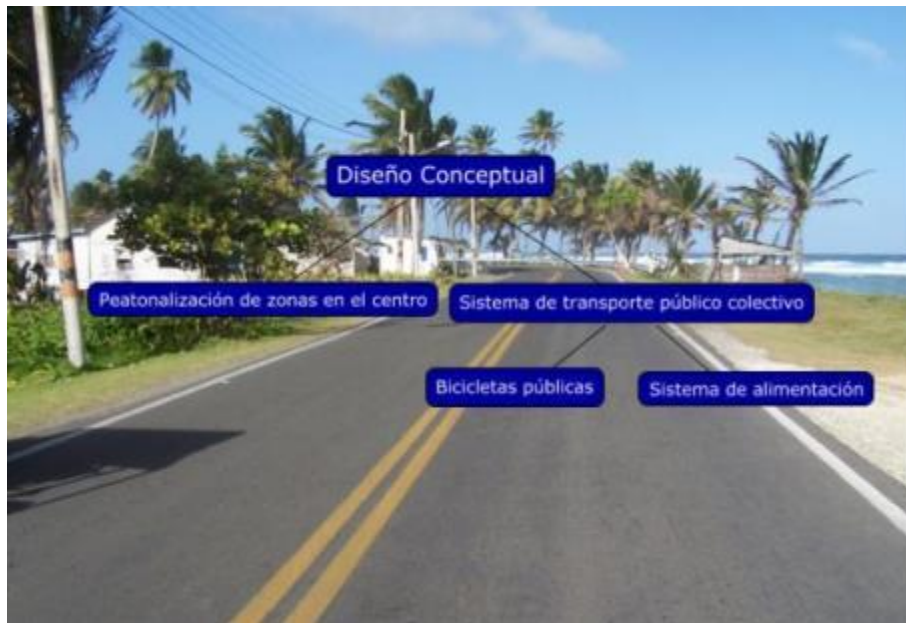 Diseño Conceptual
Peatonalización de zonas en el centro
Sistema de transporte público colectivo
Bicicletas públicas
Sistema de alimentación